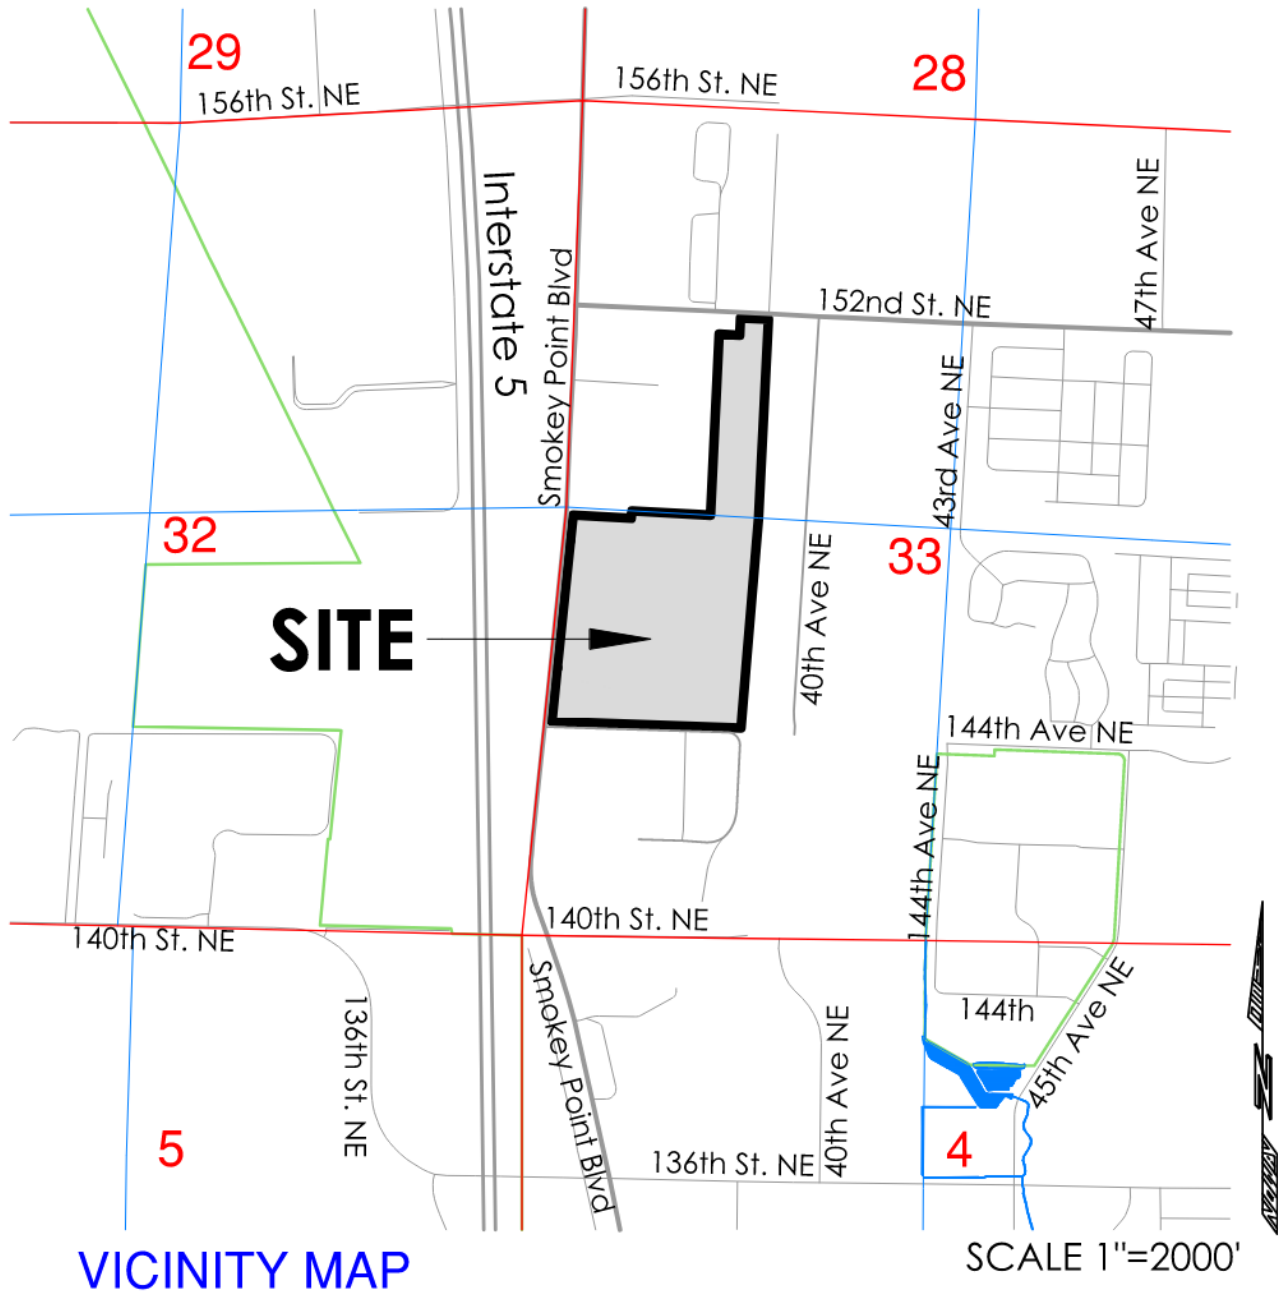 29
28
156th St. NE
156th St. NE
47th Ave NE
Interstate 5
Smokey Point Blvd
152nd St. NE
43rd Ave NE
32
33
40th Ave NE
SITE
144th Ave NE
144th Ave NE
140th St. NE
140th St. NE
136th St. NE
Smokey Point Blvd
40th Ave NE
144th
45th Ave NE
5
4
136th St. NE
VICINITY MAP
SCALE 1"=2000'